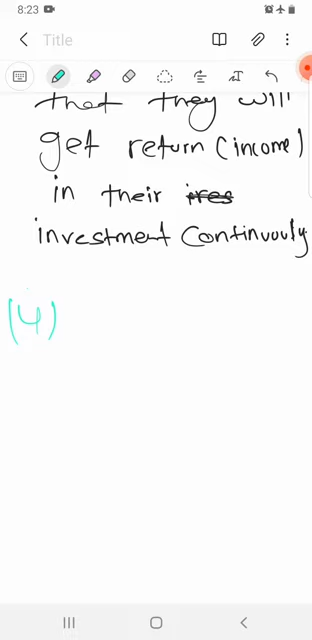 8:23
Title
that they will
get return (income)
in their
investment continuouly
(4)